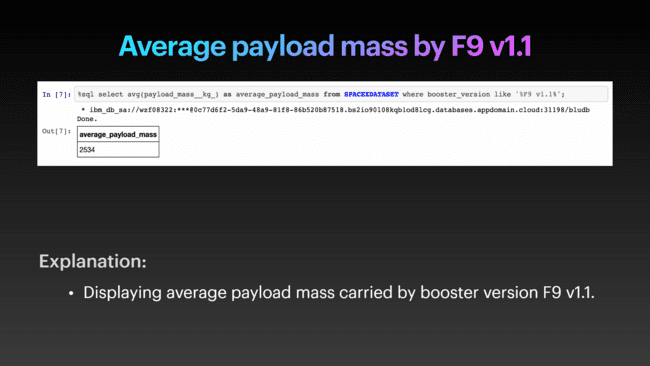 Average payload mass by F9 v1.1
In [7]: %sql select avg(payload_mass__kg_) as average_payload_mass from SPACEXDATASET where booster_version like '%F9 v1.1%';
* ibm_db_sa://wzf08322:***@0c77d6f2-5da9-48a9-81f8-86b520b87518.bs2io90108kqblod8lcg.databases.appdomain.cloud:31198/bludb
Done.
Out[7]: average_payload_mass
2534
Explanation:
• Displaying average payload mass carried by booster version F9 v1.1.